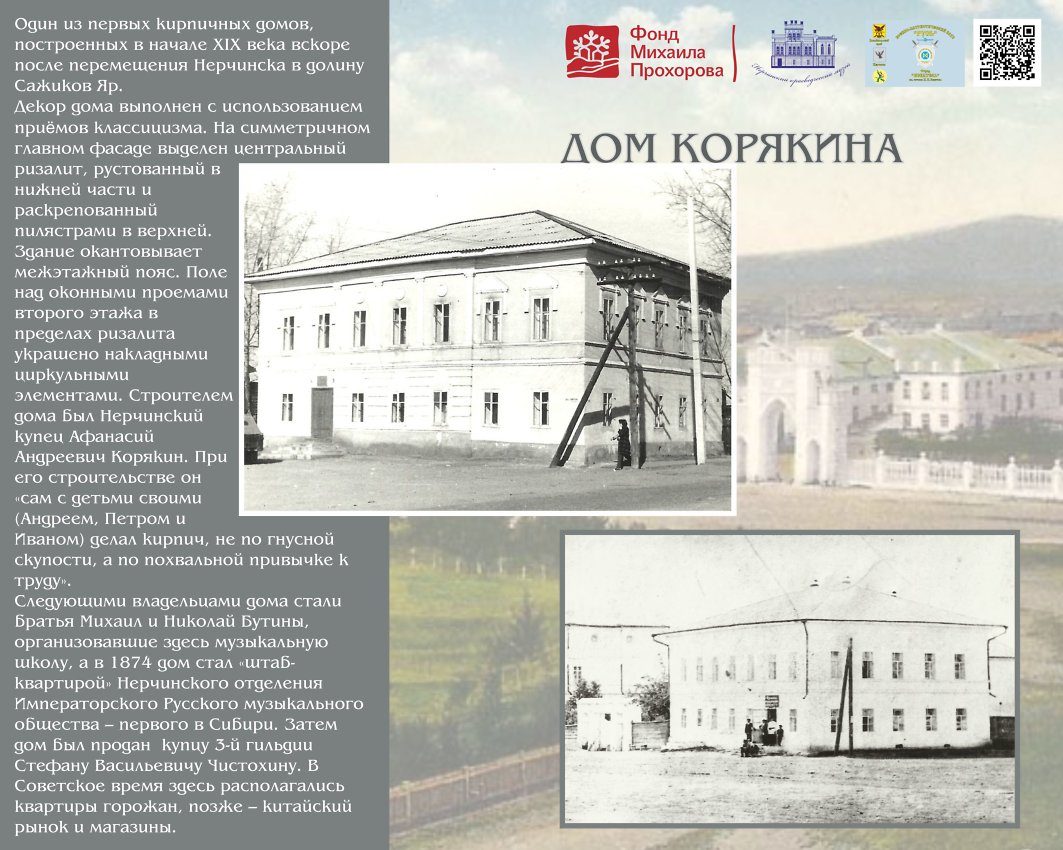 Один из первых кирпичных домов,
построенных в начале XIX века вскоре
после перемещения Нерчинска в долину
Сажиков Яр.
Декор дома выполнен с использованием
приёмов классицизма. На симметричном
главном фасаде выделен центральный
ризалит, рустованный в
нижней части и
раскрепованный
пилястрами в верхней.
Здание окантовывает
межэтажный пояс. Поле
над оконными проемами
второго этажа в
пределах ризалита
украшено накладными
циркульными
элементами. Строителем
дома был Нерчинский
купец Афанасий
Андреевич Корякин. При
его строительстве он
«сам с детьми своими
(Андреем, Петром и
Иваном) делал кирпич, не по гнусной
скупости, а по похвальной привычке к
труду».
Следующими владельцами дома стали
братья Михаил и Николай Бутины,
организовавшие здесь музыкальную
школу, а в 1874 дом стал «штаб-
квартирой» Нерчинского отделения
Императорского Русского музыкального
общества – первого в Сибири. Затем
дом был продан купцу 3-й гильдии
Стефану Васильевичу Чистохину. В
Советское время здесь располагались
квартиры горожан, позже – китайский
рынок и магазины.
Фонд
Михаила
Прохорова
ДОМ КОРЯКИНА